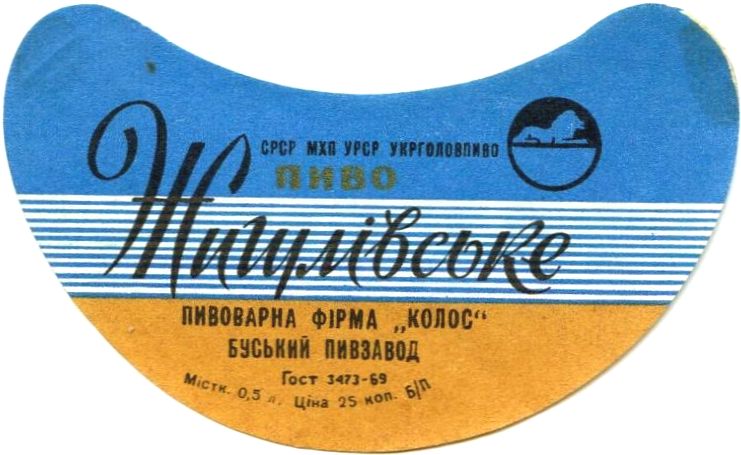 СРСР МХП УРСР УКРГОЛОВПИВО
ПИВО
Жигулівське
ПИВОВАРНА ФІРМА „КОЛОС“
БУСЬКИЙ ПИВЗАВОД
Гост 3473-69
Містк. 0,5 л. Ціна 25 коп. Б/П